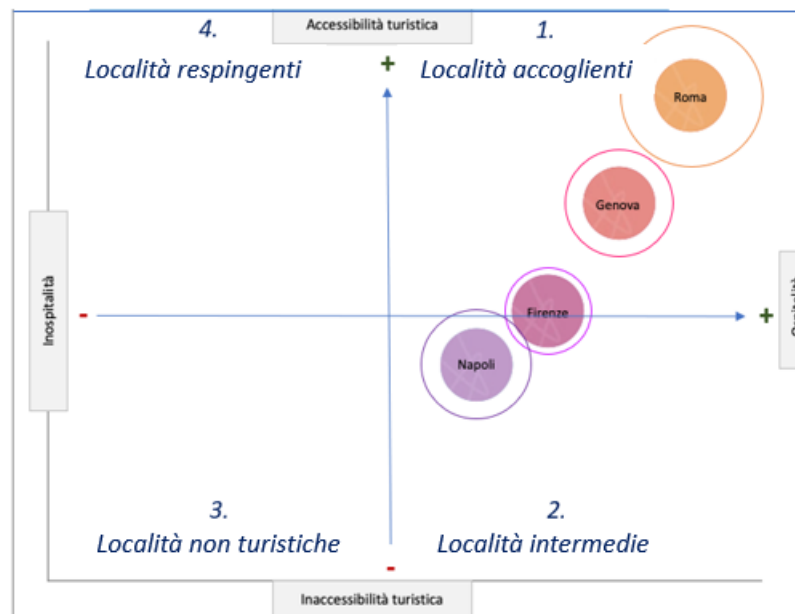 Accessibilità turistica
4.
Località respingenti
1.
Località accoglienti
+
Roma
Genova
Inospitalità
-
Firenze
+
Napoli
3.
Località non turistiche
2.
Località intermedie
-
Inaccessibilità turistica